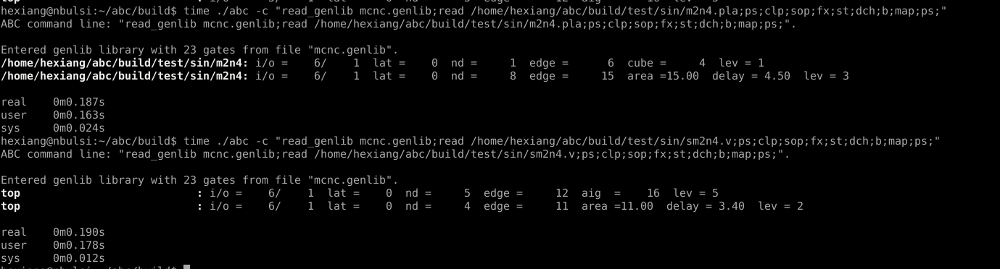 hexiang@nbulsi:~/abc/build$ time ./abc -c "read_genlib mcnc.genlib;read /home/hexiang/abc/build/test/sin/m2n4.pla;ps;clp;sop;fx;st;dch;b;map;ps;"
ABC command line: "read_genlib mcnc.genlib;read /home/hexiang/abc/build/test/sin/m2n4.pla;ps;clp;sop;fx;st;dch;b;map;ps;".
Entered genlib library with 23 gates from file "mcnc.genlib".
/home/hexiang/abc/build/test/sin/m2n4: i/o =    6/    1  lat =    0  nd =     1  edge =      6  cube =      4  lev = 1
/home/hexiang/abc/build/test/sin/m2n4: i/o =    6/    1  lat =    0  nd =     8  edge =     15  area =15.00  delay = 4.50  lev = 3
real    0m0.187s
user    0m0.163s
sys     0m0.024s
hexiang@nbulsi:~/abc/build$ time ./abc -c "read_genlib mcnc.genlib;read /home/hexiang/abc/build/test/sin/sm2n4.v;ps;clp;sop;fx;st;dch;b;map;ps;"
ABC command line: "read_genlib mcnc.genlib;read /home/hexiang/abc/build/test/sin/sm2n4.v;ps;clp;sop;fx;st;dch;b;map;ps;".
Entered genlib library with 23 gates from file "mcnc.genlib".
top                           : i/o =    6/    1  lat =    0  nd =     5  edge =     12  aig  =    16  lev = 5
top                           : i/o =    6/    1  lat =    0  nd =     4  edge =     11  area =11.00  delay = 3.40  lev = 2
real    0m0.190s
user    0m0.178s
sys     0m0.012s